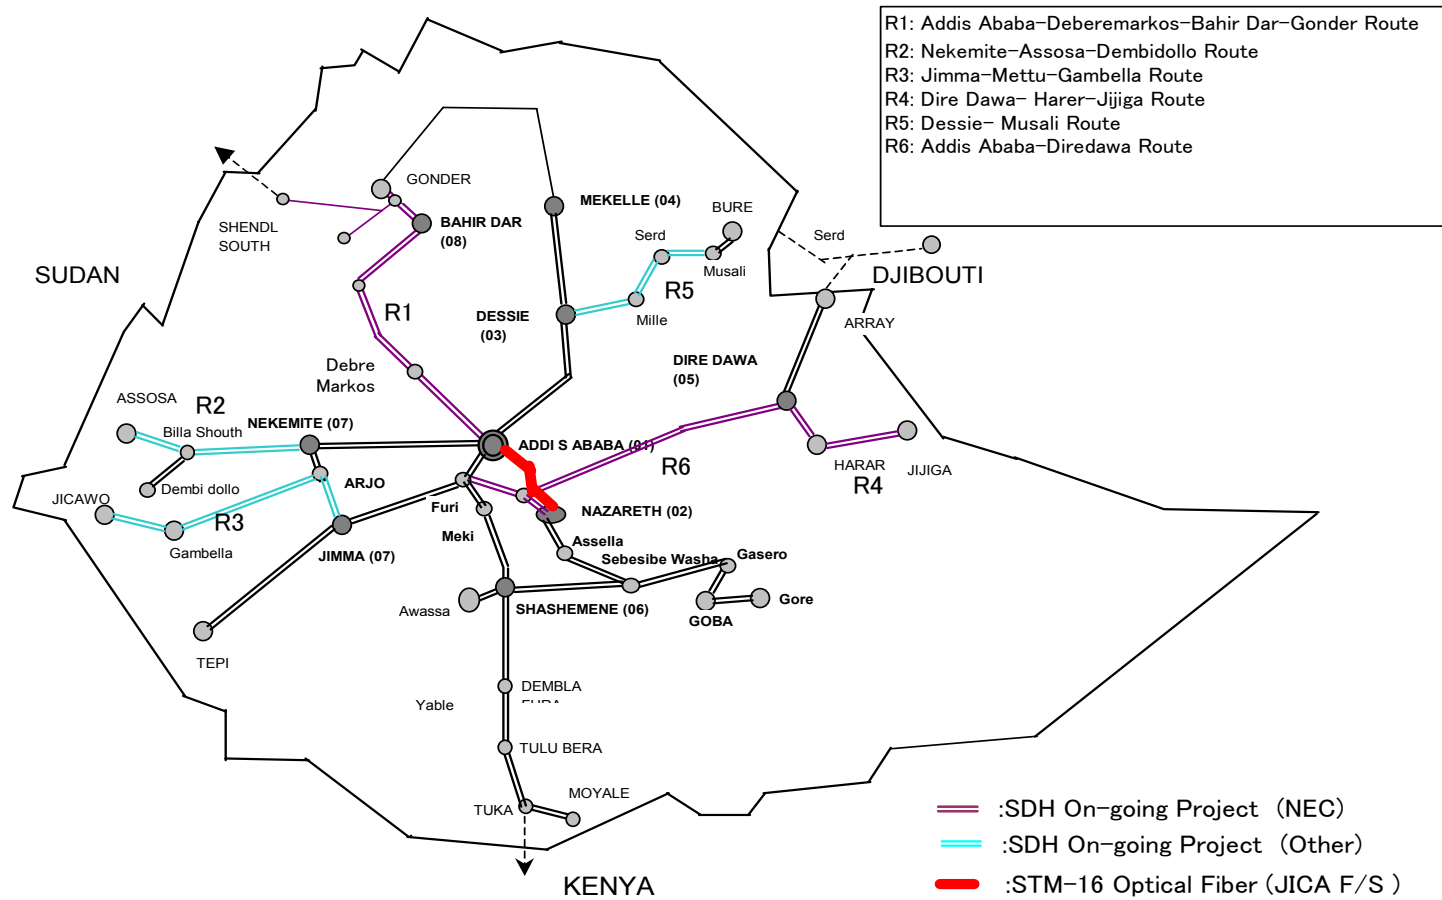 R1: Addis Ababa-Deberemarkos-Bahir Dar-Gonder Route
R2: Nekemite-Assosa-Dembidollo Route
R3: Jimma-Mettu-Gambella Route
R4: Dire Dawa- Harer-Jijiga Route
R5: Dessie- Musali Route
R6: Addis Ababa-Diredawa Route
GONDER
SHENDL
SOUTH
BAHIR DAR
(08)
MEKELLE (04)
BURE
Serd
Musali
Serd
SUDAN
DJIBOUTI
R1
R5
Mille
DESSIE
(03)
ARRAY
DIRE DAWA
(05)
Debre
Markos
ASSOSA
R2
Billa Shouth
NEKEMITE (07)
ADDI S ABABA (01)
R6
HARAR
JIJIGA
R4
Dembi dollo
ARJO
JICAWO
R3
Gambella
Furi
Meki
NAZARETH (02)
JIMMA (07)
Assella
Sebesibe Washa
Gasero
Awassa
SHASHEMENE (06)
GOBA
Gore
TEPI
Yable
DEMBLA
FURA
TULU BERA
TUKA
MOYALE
KENYA
:SDH On-going Project (NEC)
:SDH On-going Project (Other)
:STM-16 Optical Fiber (JICA F/S )